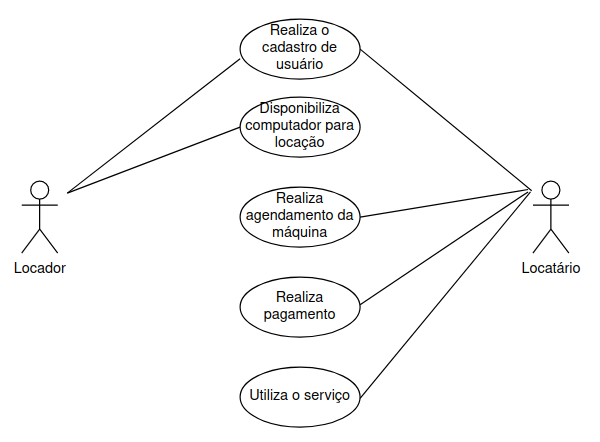 Realiza o
cadastro de
usuário
Disponibiliza
computador para
locação
Realiza
agendamento da
máquina
Locador
Locatário
Realiza
pagamento
Utiliza o serviço